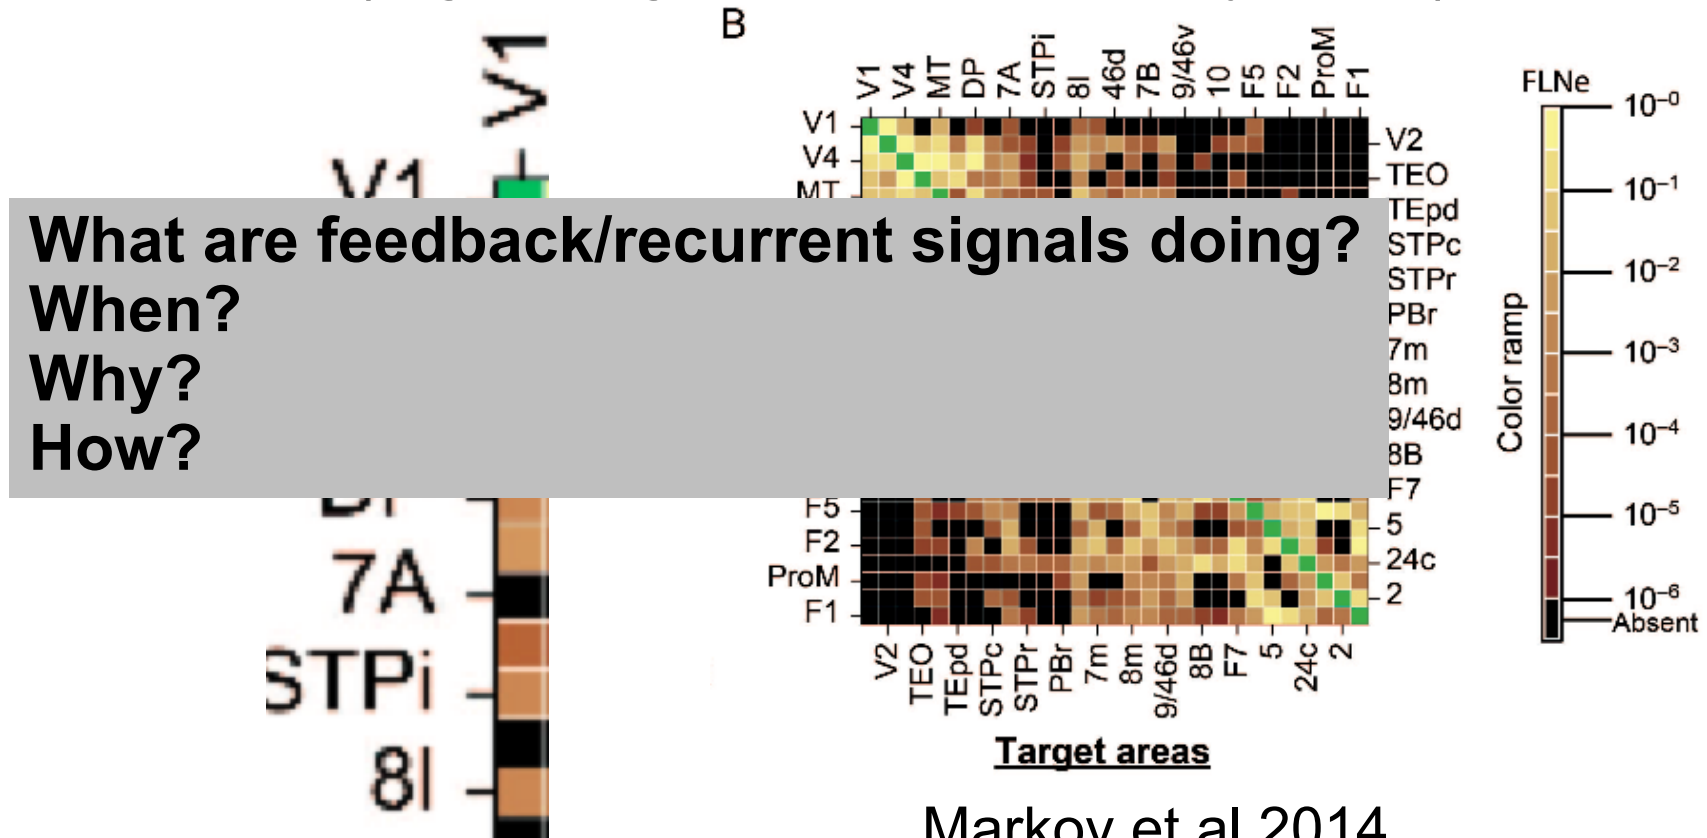 B
V1
V1
7A
STPi
8l
What are feedback/recurrent signals doing?
When?
Why?
How?
V1 V4 MT DP 7A STPi 8l 46d 7B 9/46v 10 F5 F2 ProM F1
V1
V4
MT
F5
F2
ProM
F1
V2
TEO
TEpd
STPc
STPr
PBr
7m
8m
9/46d
8B
F7
5
24c
2
V2 TEO TEpd STPc STPr PBr 7m 8m 9/46d 8B F7 5 24c 2
Target areas
FLNe
Color ramp
10⁻⁰
10⁻¹
10⁻²
10⁻³
10⁻⁴
10⁻⁵
10⁻⁶
Absent
Markov et al 2014